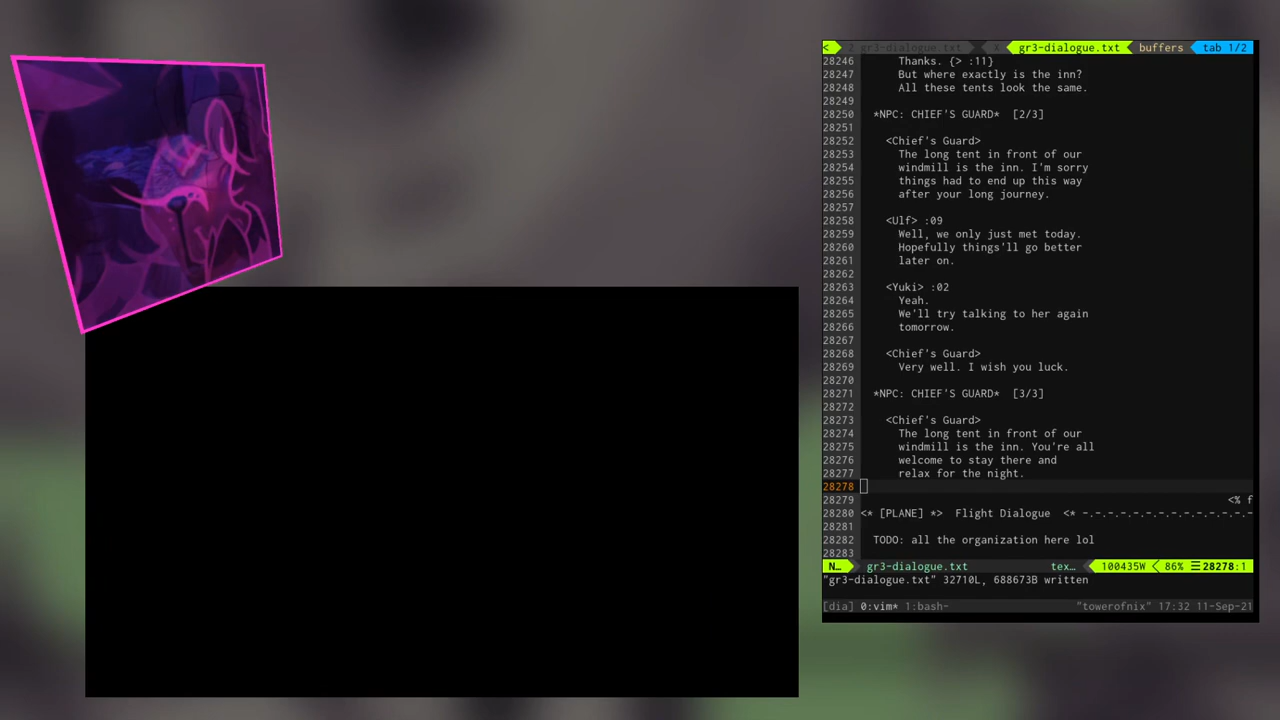 < 2 gr3-dialogue.txt X gr3-dialogue.txt buffers tab 1/2
28246 Thanks. {> :11}
28247 But where exactly is the inn?
28248 All these tents look the same.
28249
28250 *NPC: CHIEF'S GUARD* [2/3]
28251
28252 <Chief's Guard>
28253 The long tent in front of our
28254 windmill is the inn. I'm sorry
28255 things had to end up this way
28256 after your long journey.
28257
28258 <Ulf> :09
28259 Well, we only just met today.
28260 Hopefully things'll go better
28261 later on.
28262
28263 <Yuki> :02
28264 Yeah.
28265 We'll try talking to her again
28266 tomorrow.
28267
28268 <Chief's Guard>
28269 Very well. I wish you luck.
28270
28271 *NPC: CHIEF'S GUARD* [3/3]
28272
28273 <Chief's Guard>
28274 The long tent in front of our
28275 windmill is the inn. You're all
28276 welcome to stay there and
28277 relax for the night.
28278
28279 <% f
28280 <* [PLANE] *> Flight Dialogue <* -.-.-.-.-.-.-.-.-.-.-.-.-.-
28281
28282 TODO: all the organization here lol
28283
N… gr3-dialogue.txt tex… 100435W 86% ☰28278:1
"gr3-dialogue.txt" 32710L, 688673B written
[dia] 0:vim* 1:bash- "towerofnix" 17:32 11-Sep-21